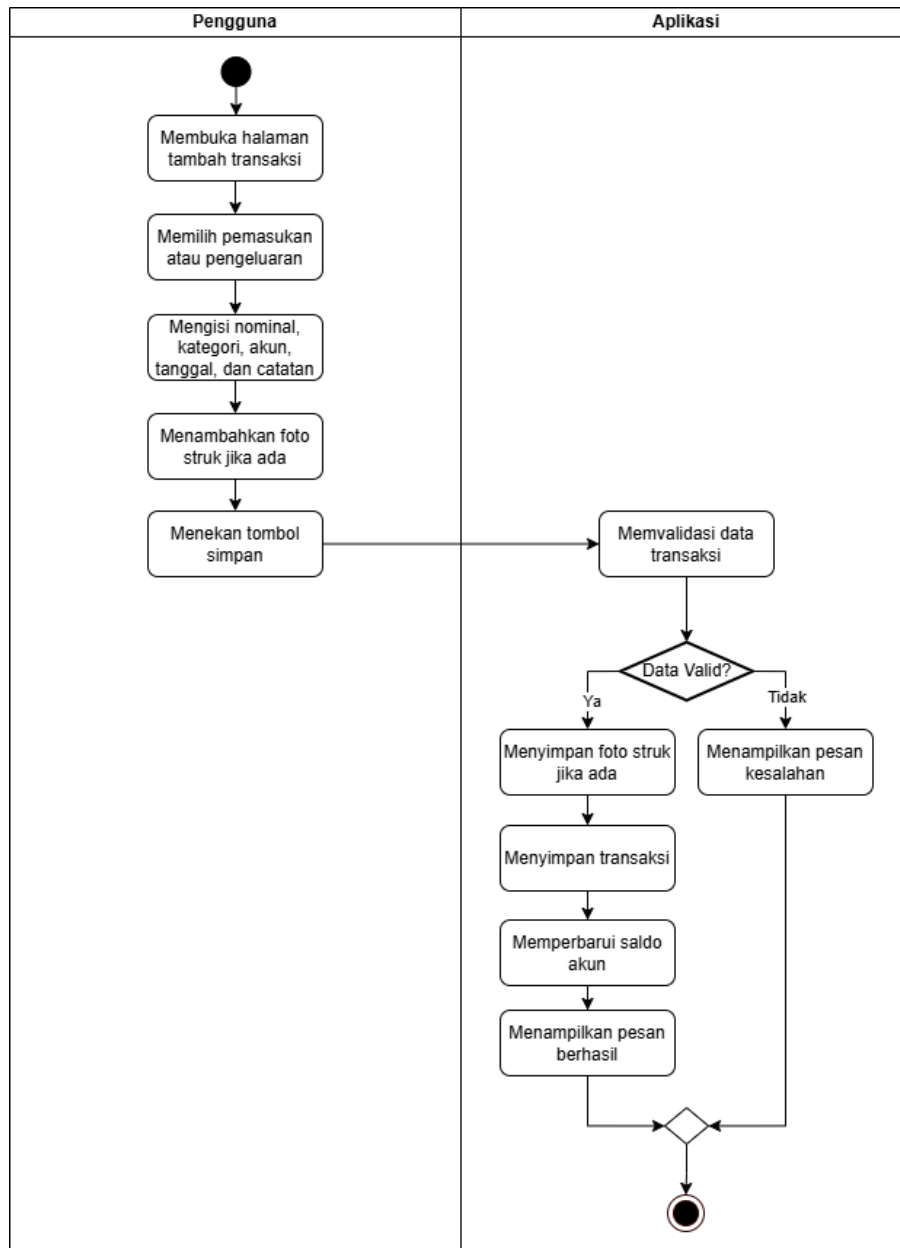 Pengguna
Aplikasi
Membuka halaman
tambah transaksi
Memilih pemasukan
atau pengeluaran
Mengisi nominal,
kategori, akun,
tanggal, dan catatan
Menambahkan foto
struk jika ada
Menekan tombol
simpan
Memvalidasi data
transaksi
Data Valid?
Ya
Tidak
Menyimpan foto struk
jika ada
Menampilkan pesan
kesalahan
Menyimpan transaksi
Memperbarui saldo
akun
Menampilkan pesan
berhasil